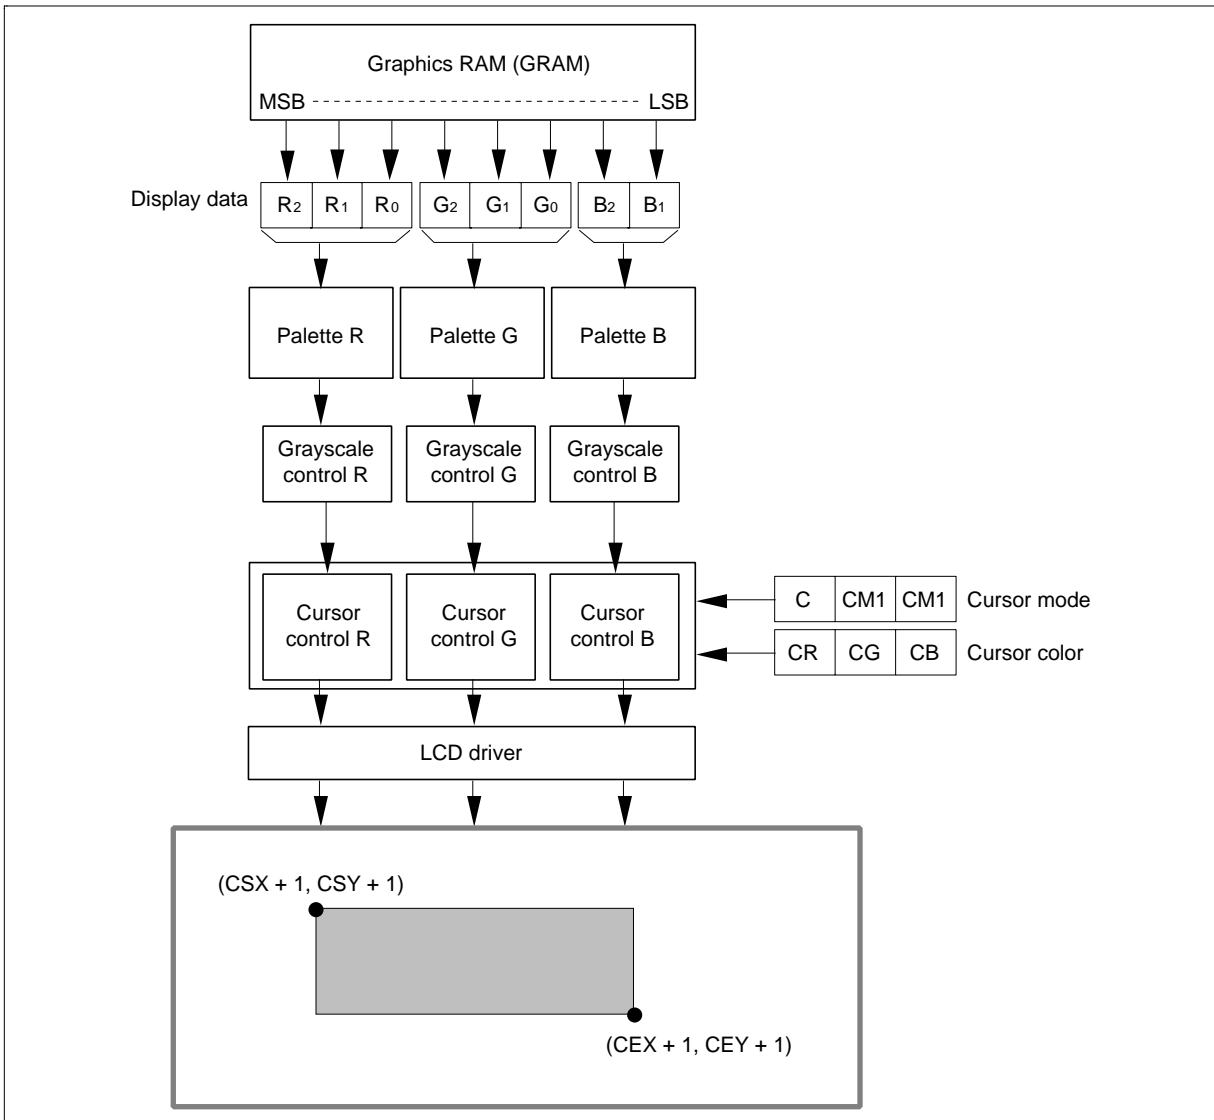 Graphics RAM (GRAM)
MSB LSB
Display data R2 R1 R0 G2 G1 G0 B2 B1
Palette R Palette G Palette B
Grayscale Grayscale Grayscale
control R control G control B
Cursor Cursor Cursor
control R control G control B
C CM1 CM1 Cursor mode
CR CG CB Cursor color
LCD driver
(CSX + 1, CSY + 1)
(CEX + 1, CEY + 1)